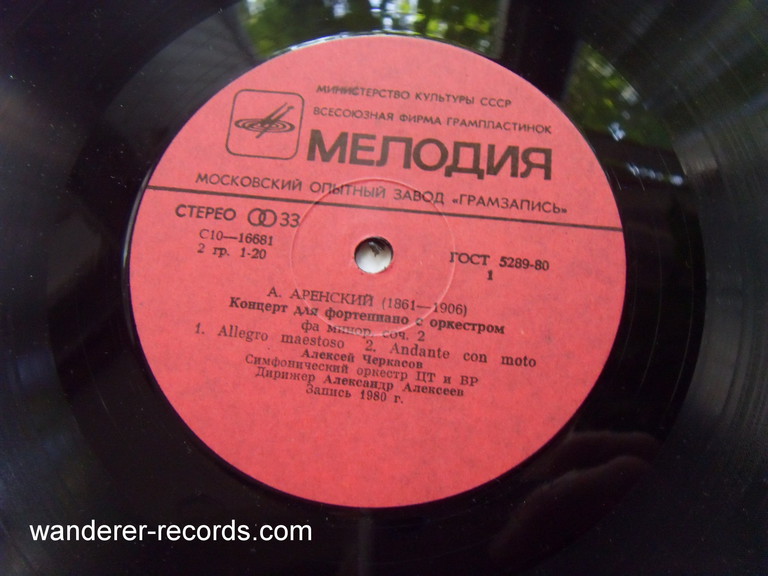 МИНИСТЕРСТВО КУЛЬТУРЫ СССР
ВСЕСОЮЗНАЯ ФИРМА ГРАМПЛАСТИНОК
МЕЛОДИЯ
МОСКОВСКИЙ ОПЫТНЫЙ ЗАВОД «ГРАМЗАПИСЬ»
СТЕРЕО 33
С10—16681
2 гр. 1-20
ГОСТ 5289-80
1
А. АРЕНСКИЙ (1861—1906)
Концерт для фортепиано с оркестром
фа минор, соч. 2
1. Allegro maestoso 2. Andante con moto
Алексей Черкасов
Симфонический оркестр ЦТ и ВР
Дирижер Александр Алексеев
Запись 1980 г.
wanderer-records.com